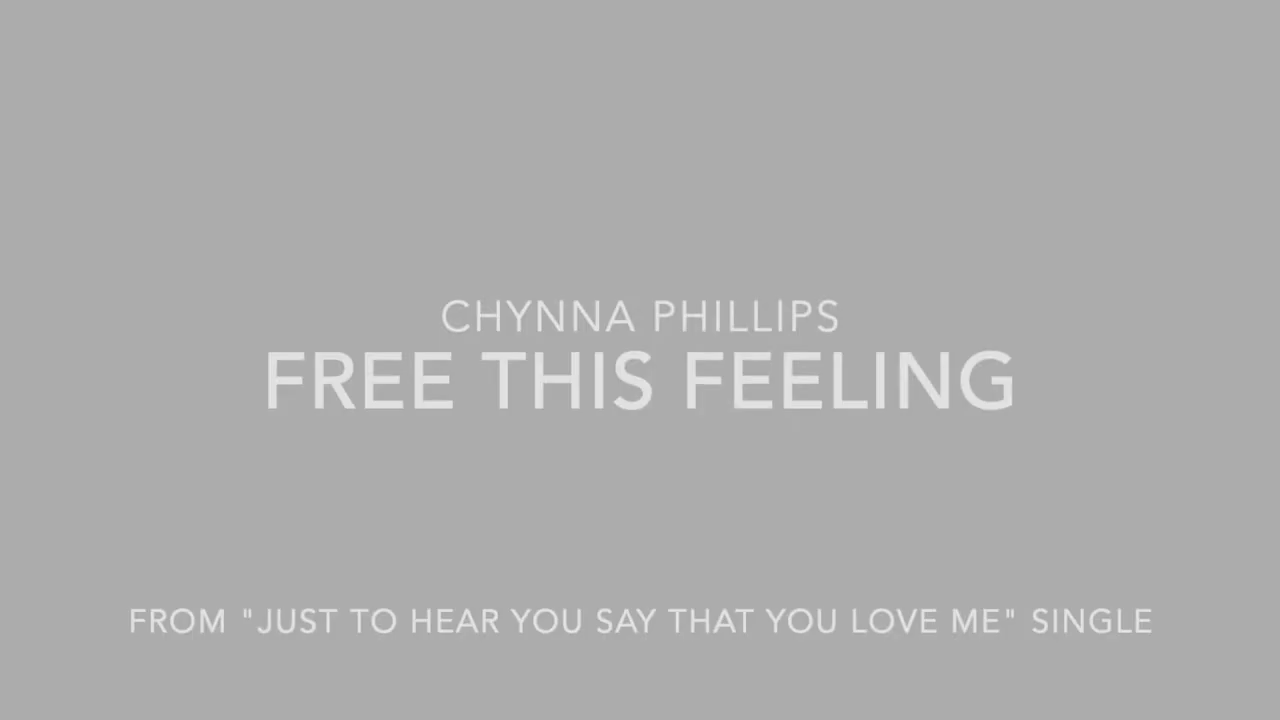 CHYNNA PHILLIPS
FREE THIS FEELING
FROM "JUST TO HEAR YOU SAY THAT YOU LOVE ME" SINGLE